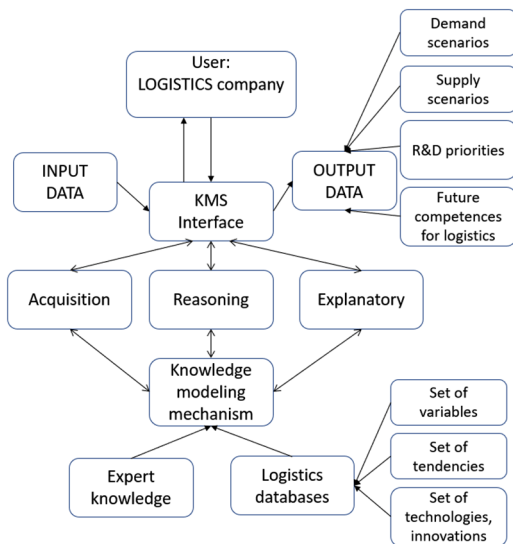 Demand
scenarios
User:
LOGISTICS company
Supply
scenarios
R&D priorities
INPUT
DATA
OUTPUT
DATA
KMS
Interface
Future
competences
for logistics
Acquisition
Reasoning
Explanatory
Knowledge
modeling
mechanism
Set of
variables
Set of
tendencies
Expert
knowledge
Logistics
databases
Set of
technologies,
innovations